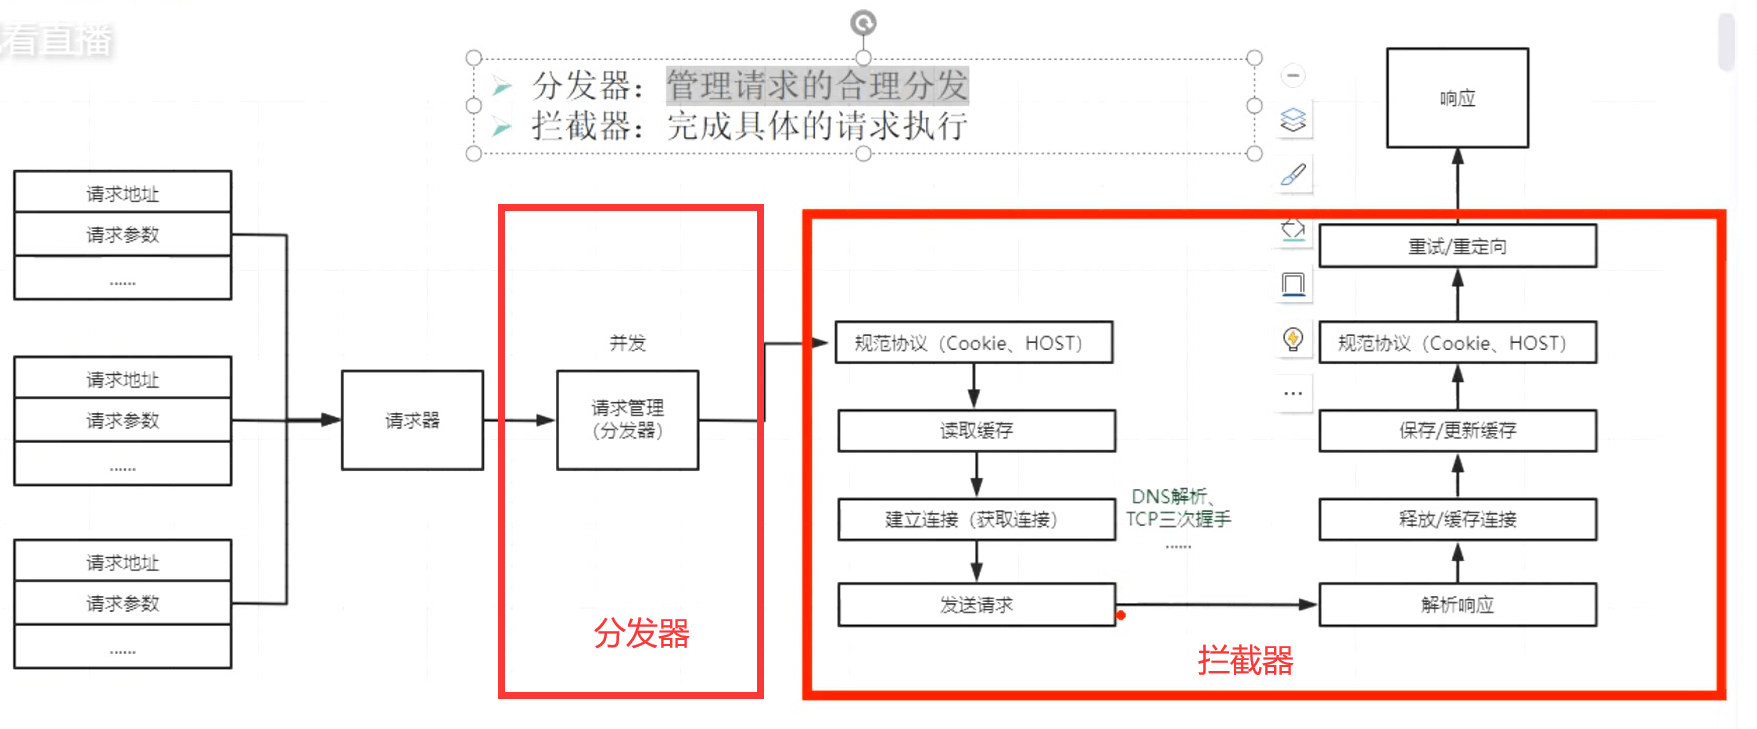 看直播
分发器：管理请求的合理分发
拦截器：完成具体的请求执行
请求地址
请求参数
......
请求地址
请求参数
......
请求地址
请求参数
......
请求器
并发
请求管理
（分发器）
分发器
规范协议（Cookie、HOST）
读取缓存
建立连接（获取连接）
DNS解析、
TCP三次握手
......
发送请求
响应
重试/重定向
规范协议（Cookie、HOST）
保存/更新缓存
释放/缓存连接
解析响应
拦截器